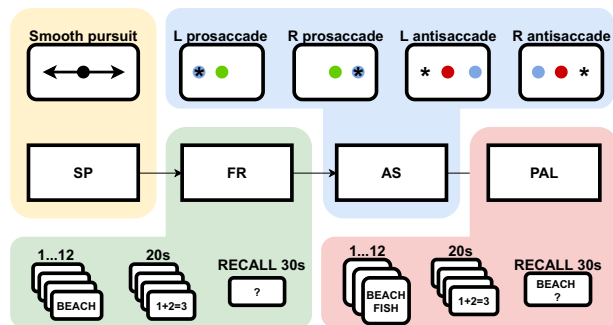 Smooth pursuit
L prosaccade
R prosaccade
L antisaccade
R antisaccade
*
*
*
*
SP
FR
AS
PAL
1...12
20s
RECALL 30s
BEACH
1+2=3
?
1...12
20s
RECALL 30s
BEACH
FISH
1+2=3
BEACH
?